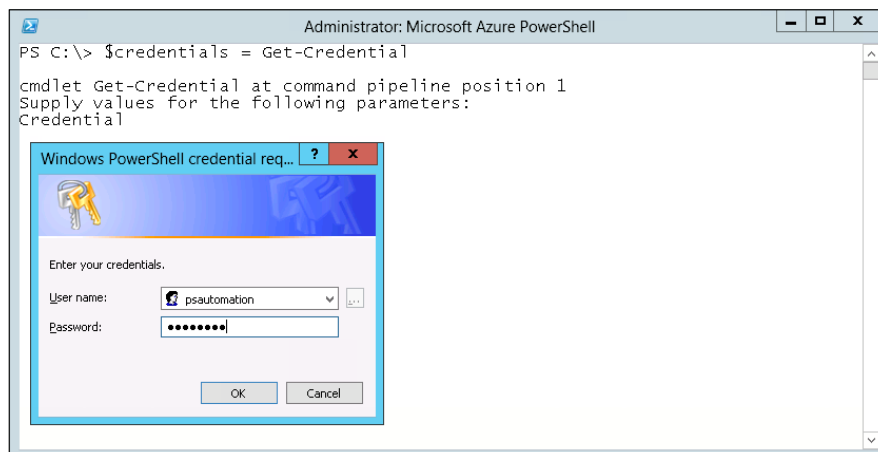 Administrator: Microsoft Azure PowerShell
PS C:\> $credentials = Get-Credential
cmdlet Get-Credential at command pipeline position 1
Supply values for the following parameters:
Credential
Windows PowerShell credential req... ? x
Enter your credentials.
User name: psautomation ...
Password: ••••••••
OK Cancel